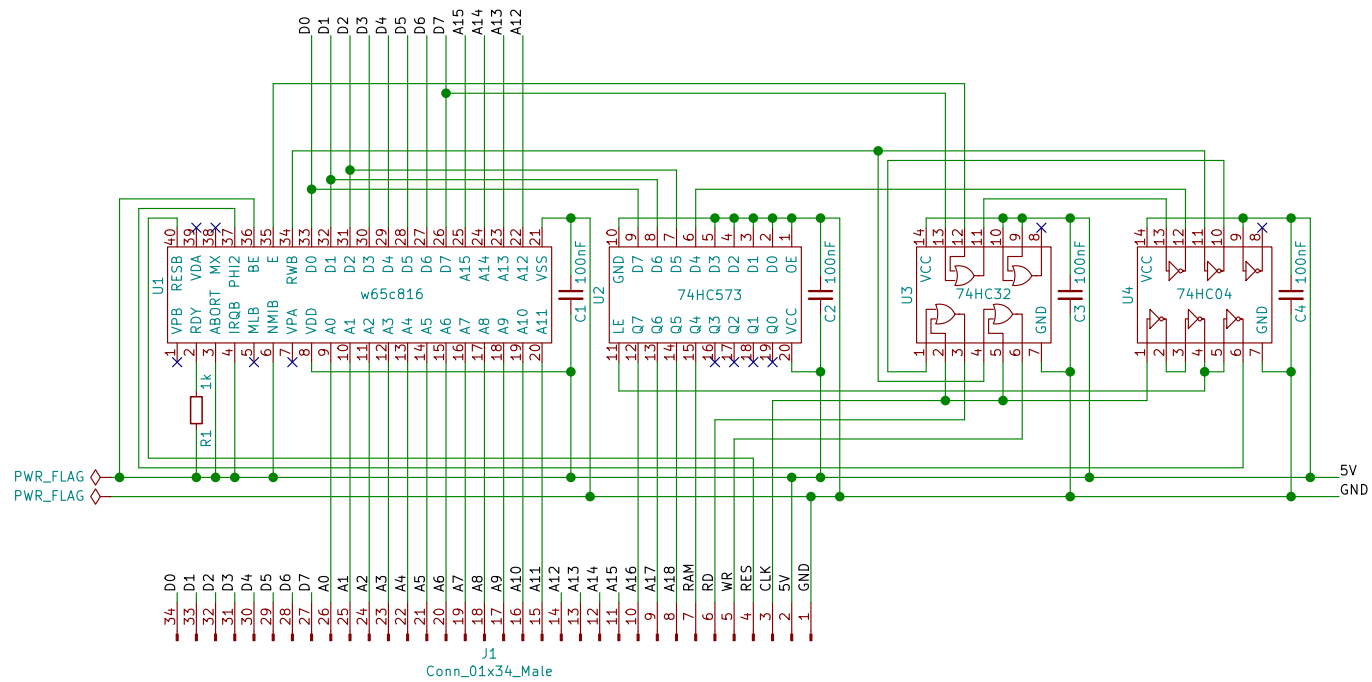 D0 D1 D2 D3 D4 D5 D6 D7 A15 A14 A13 A12
40 39 38 37 36 35 34 33 32 31 30 29 28 27 26 25 24 23 22 21
RESB VDA MX PHI2 BE E RWB D0 D1 D2 D3 D4 D5 D6 D7 A15 A14 A13 A12 VSS
U1 w65c816
VPB RDY ABORT IRQB MLB NMIB VPA VDD A0 A1 A2 A3 A4 A5 A6 A7 A8 A9 A10 A11
1 2 3 4 5 6 7 8 9 10 11 12 13 14 15 16 17 18 19 20
100nF
C1
10 9 8 7 6 5 4 3 2 1
GND D7 D6 D5 D4 D3 D2 D1 D0 OE
U2 74HC573
LE Q7 Q6 Q5 Q4 Q3 Q2 Q1 Q0 VCC
11 12 13 14 15 16 17 18 19 20
100nF
C2
14 13 12 11 10 9 8
VCC
U3 74HC32
GND
1 2 3 4 5 6 7
100nF
C3
14 13 12 11 10 9 8
VCC
U4 74HC04
GND
1 2 3 4 5 6 7
100nF
C4
1k
R1
PWR_FLAG
5V
PWR_FLAG
GND
D0 D1 D2 D3 D4 D5 D6 D7 A0 A1 A2 A3 A4 A5 A6 A7 A8 A9 A10 A11 A12 A13 A14 A15 A16 A17 A18 RAM RD WR RES CLK 5V GND
34 33 32 31 30 29 28 27 26 25 24 23 22 21 20 19 18 17 16 15 14 13 12 11 10 9 8 7 6 5 4 3 2 1
J1
Conn_01x34_Male